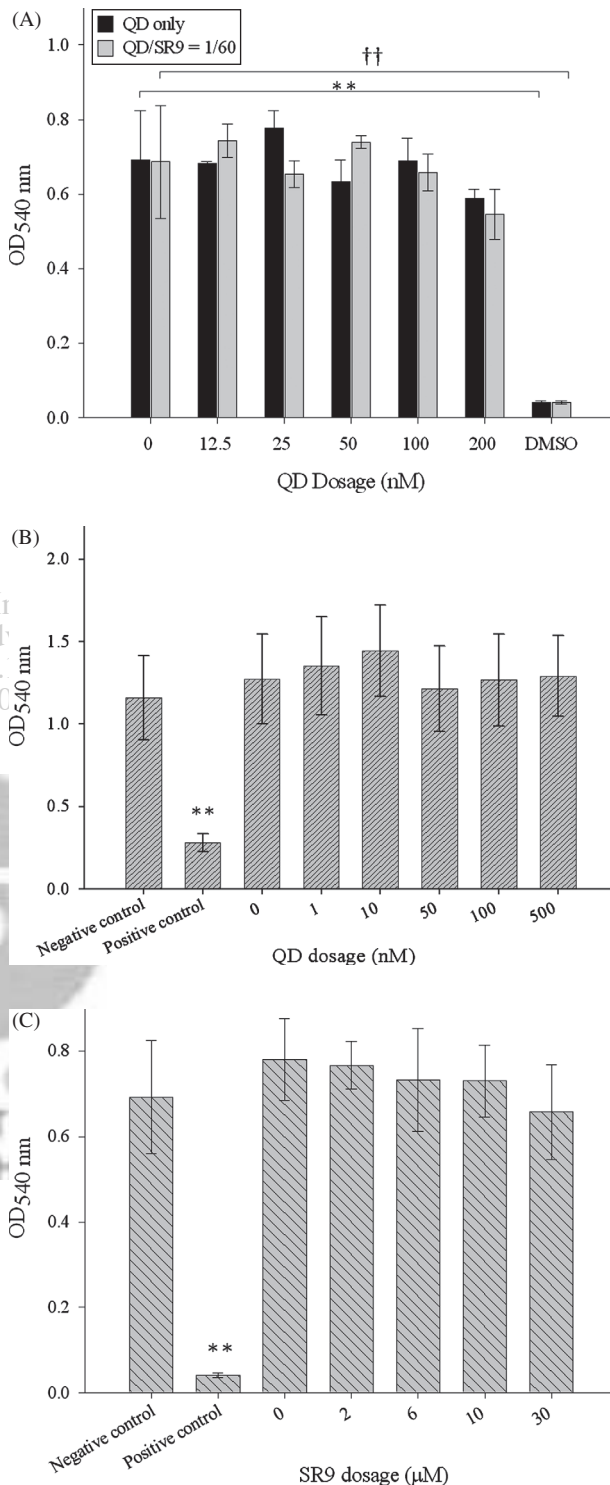 (A)
QD only
QD/SR9 = 1/60
††
**
1.0
0.8
0.6
0.4
0.2
0.0
OD540 nm
0 12.5 25 50 100 200 DMSO
QD Dosage (nM)
(B)
2.0
1.5
1.0
0.5
0.0
OD540 nm
**
Negative control Positive control 0 1 10 50 100 500
QD dosage (nM)
(C)
0.8
0.6
0.4
0.2
0.0
OD540 nm
**
Negative control Positive control 0 2 6 10 30
SR9 dosage (μM)